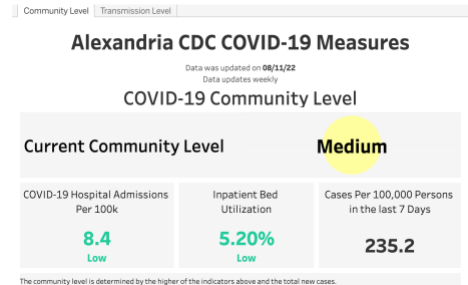 Community Level Transmission Level
Alexandria CDC COVID-19 Measures
Data was updated on 08/11/22
Data updates weekly
COVID-19 Community Level
Current Community Level Medium
COVID-19 Hospital Admissions
Per 100k
8.4
Low
Inpatient Bed
Utilization
5.20%
Low
Cases Per 100,000 Persons
in the last 7 Days
235.2
The community level is determined by the higher of the indicators above and the total new cases.